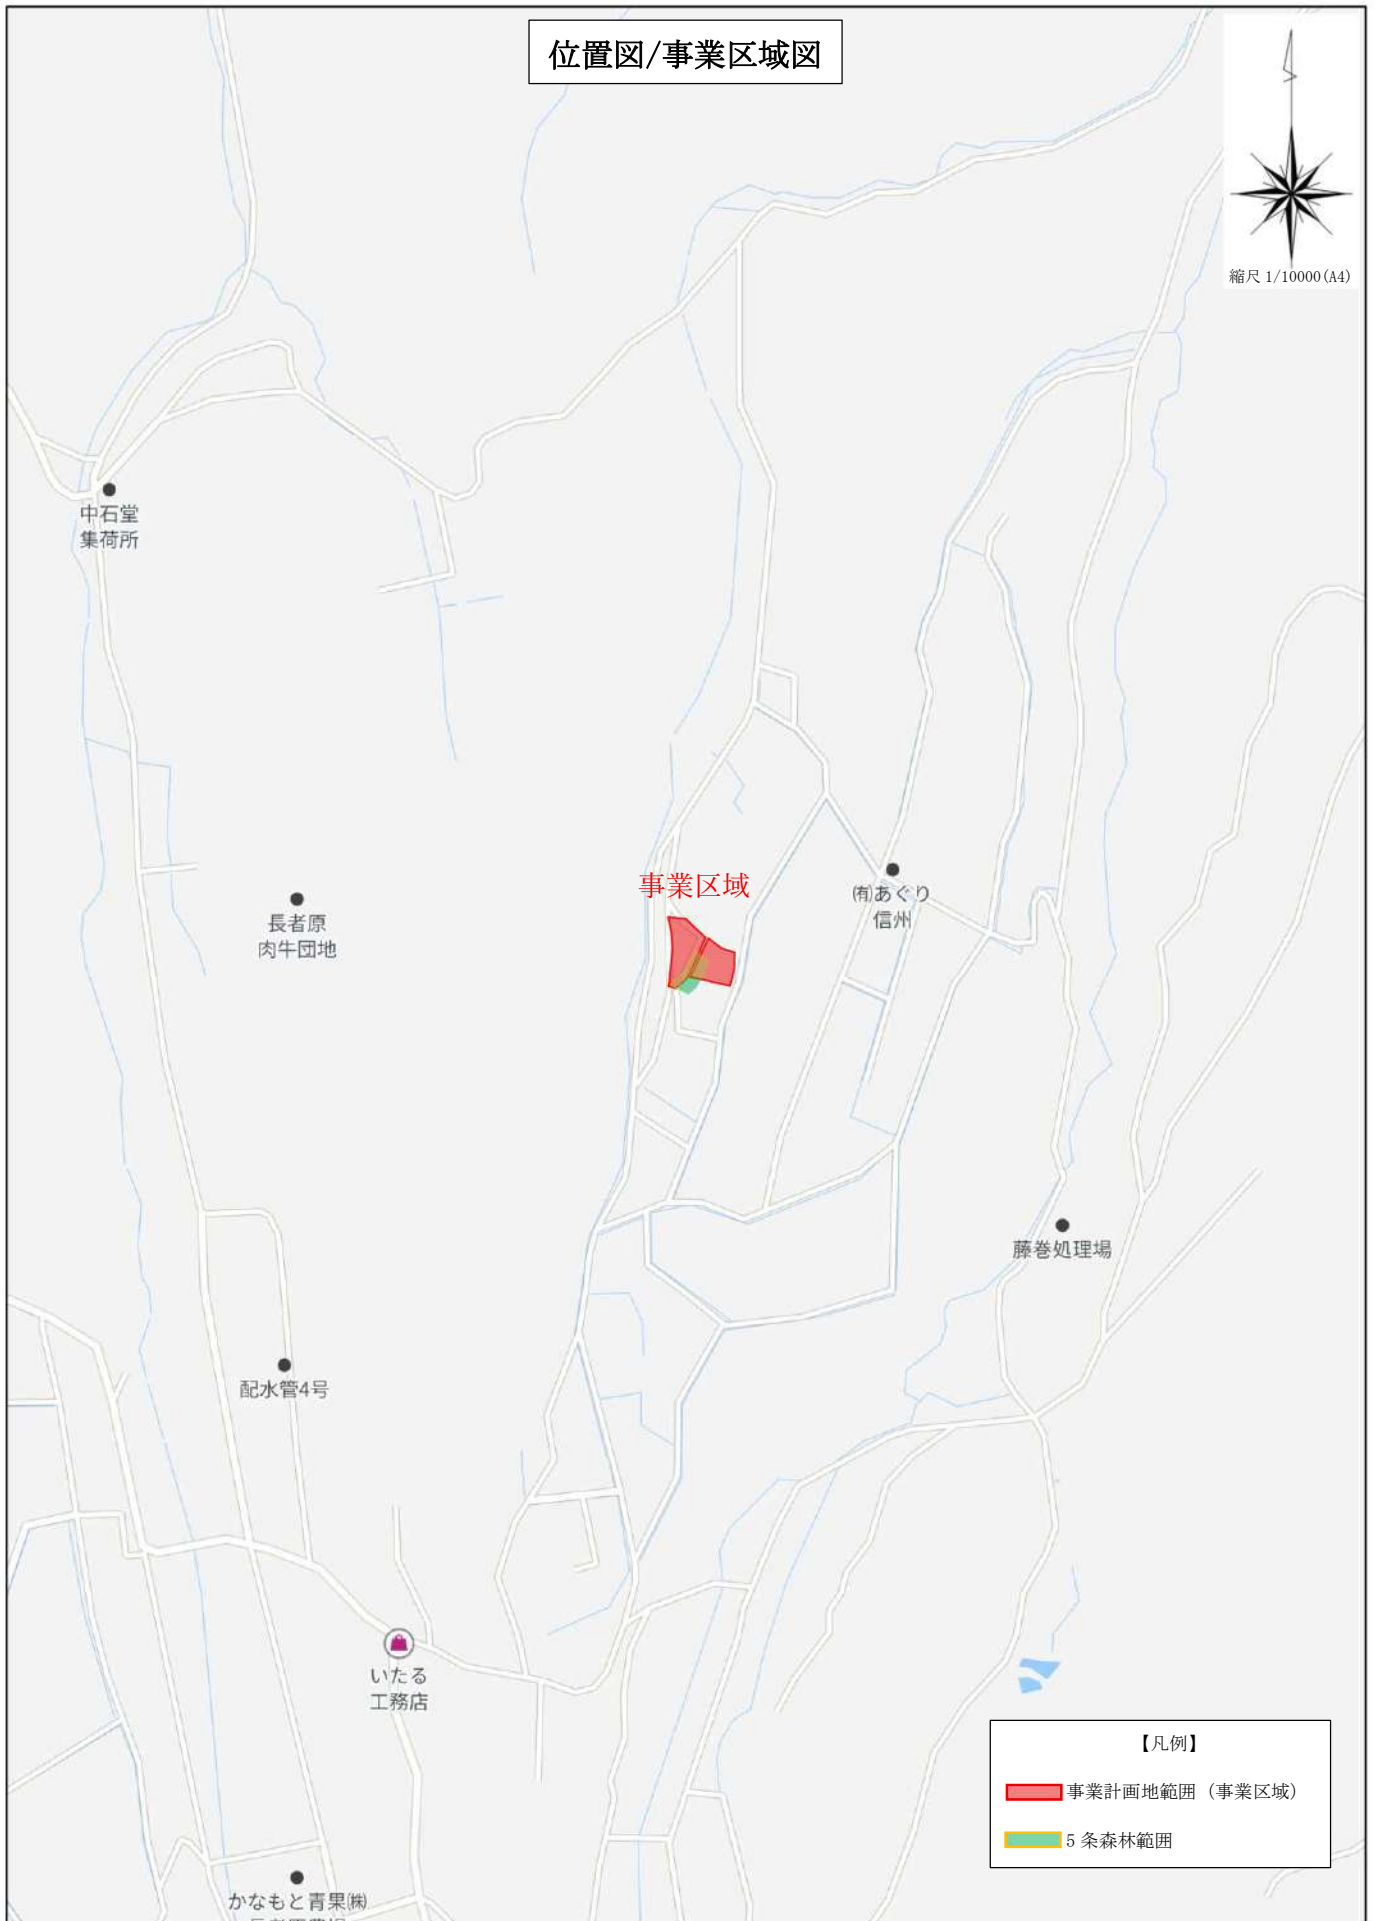 位置図/事業区域図
縮尺 1/10000(A4)
中石堂
集荷所
事業区域
㈲あぐり
信州
長者原
肉牛団地
藤巻処理場
配水管4号
いたる
工務店
【凡例】
事業計画地範囲（事業区域）
5 条森林範囲
かなもと青果㈱